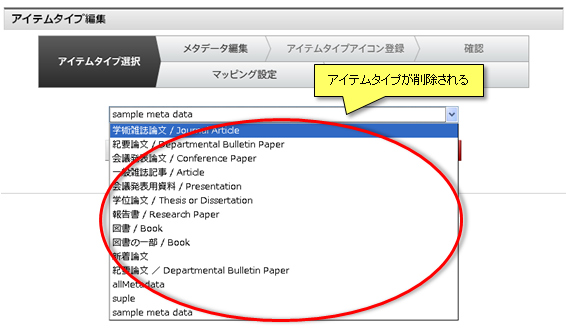 アイテムタイプ編集
アイテムタイプ選択
メタデータ編集
アイテムタイプアイコン登録
確認
マッピング設定
アイテムタイプが削除される
sample meta data
学術雑誌論文 / Journal Article
紀要論文 / Departmental Bulletin Paper
会議発表論文 / Conference Paper
一般雑誌記事 / Article
会議発表用資料 / Presentation
学位論文 / Thesis or Dissertation
報告書 / Research Paper
図書 / Book
図書の一部 / Book
新着論文
紀要論文 ／ Departmental Bulletin Paper
allMetadata
suple
sample meta data